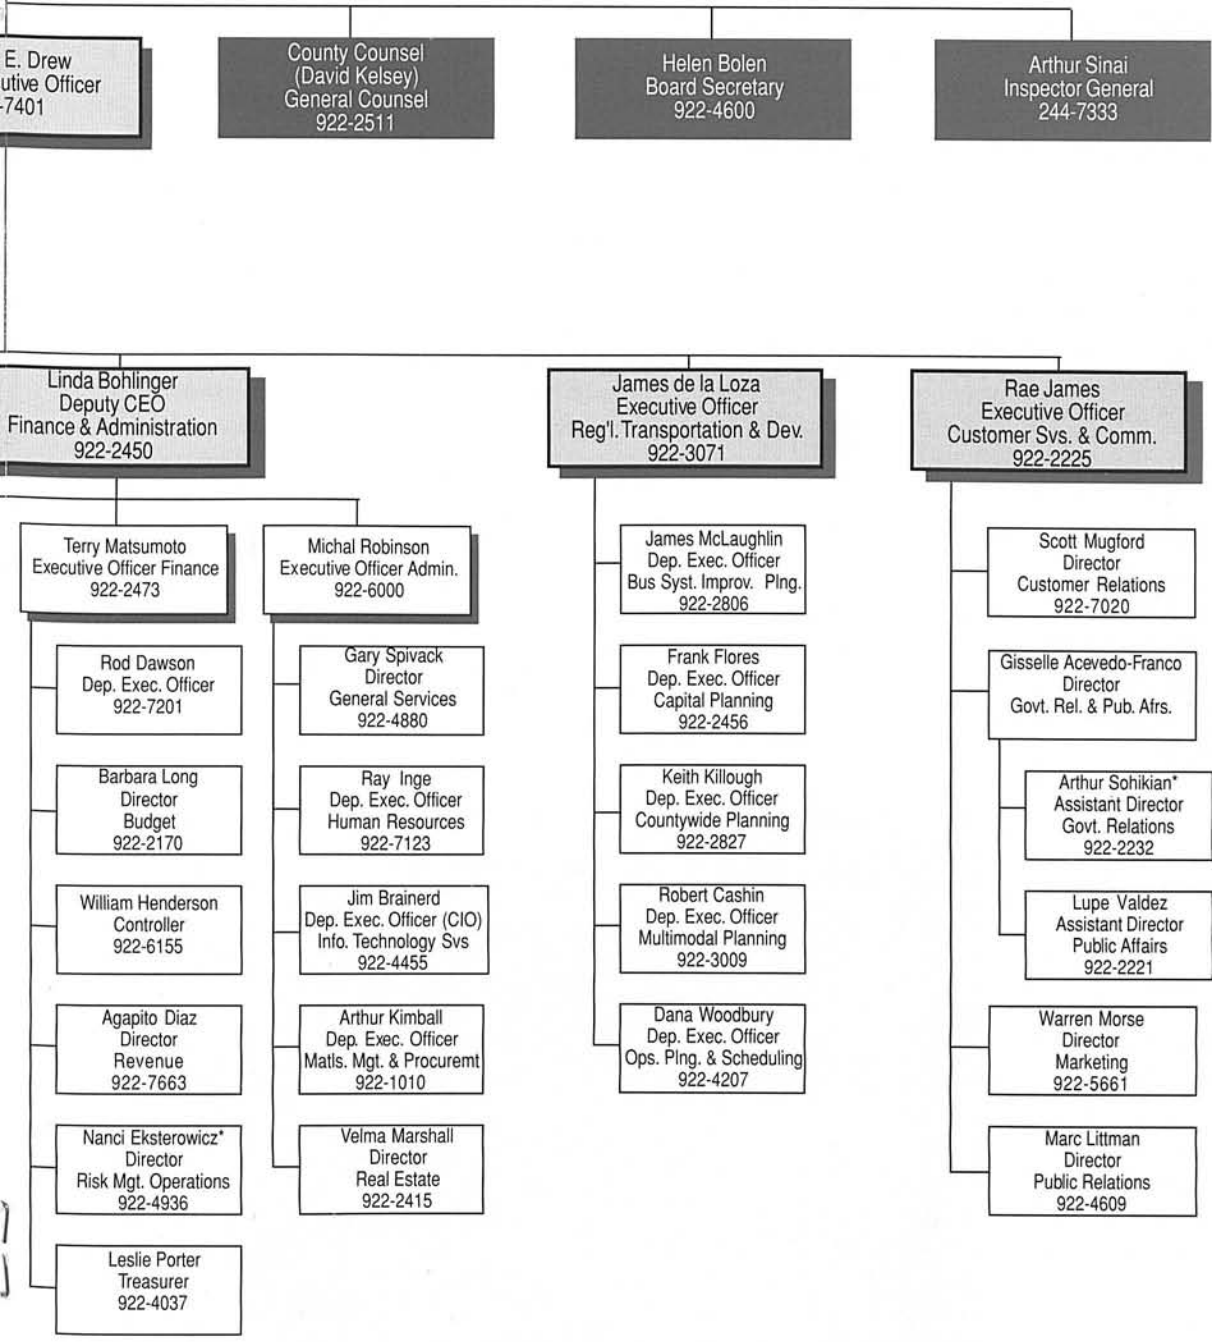 E. Drew
Officer
-7401
County Counsel
(David Kelsey)
General Counsel
922-2511
Helen Bolen
Board Secretary
922-4600
Arthur Sinai
Inspector General
244-7333
Linda Bohlinger
Deputy CEO
Finance & Administration
922-2450
James de la Loza
Executive Officer
Reg'l. Transportation & Dev.
922-3071
Rae James
Executive Officer
Customer Svs. & Comm.
922-2225
Terry Matsumoto
Executive Officer Finance
922-2473
Rod Dawson
Dep. Exec. Officer
922-7201
Barbara Long
Director
Budget
922-2170
William Henderson
Controller
922-6155
Agapito Diaz
Director
Revenue
922-7663
Nanci Eksterowicz*
Director
Risk Mgt. Operations
922-4936
Leslie Porter
Treasurer
922-4037
Michal Robinson
Executive Officer Admin.
922-6000
Gary Spivack
Director
General Services
922-4880
Ray Inge
Dep. Exec. Officer
Human Resources
922-7123
Jim Brainerd
Dep. Exec. Officer (CIO)
Info. Technology Svs
922-4455
Arthur Kimball
Dep. Exec. Officer
Matls. Mgt. & Procuremt
922-1010
Velma Marshall
Director
Real Estate
922-2415
James McLaughlin
Dep. Exec. Officer
Bus Syst. Improv. Plng.
922-2806
Frank Flores
Dep. Exec. Officer
Capital Planning
922-2456
Keith Killough
Dep. Exec. Officer
Countywide Planning
922-2827
Robert Cashin
Dep. Exec. Officer
Multimodal Planning
922-3009
Dana Woodbury
Dep. Exec. Officer
Ops. Plng. & Scheduling
922-4207
Scott Mugford
Director
Customer Relations
922-7020
Gisselle Acevedo-Franco
Director
Govt. Rel. & Pub. Afrs.
Arthur Sohikian*
Assistant Director
Govt. Relations
922-2232
Lupe Valdez
Assistant Director
Public Affairs
922-2221
Warren Morse
Director
Marketing
922-5661
Marc Littman
Director
Public Relations
922-4609